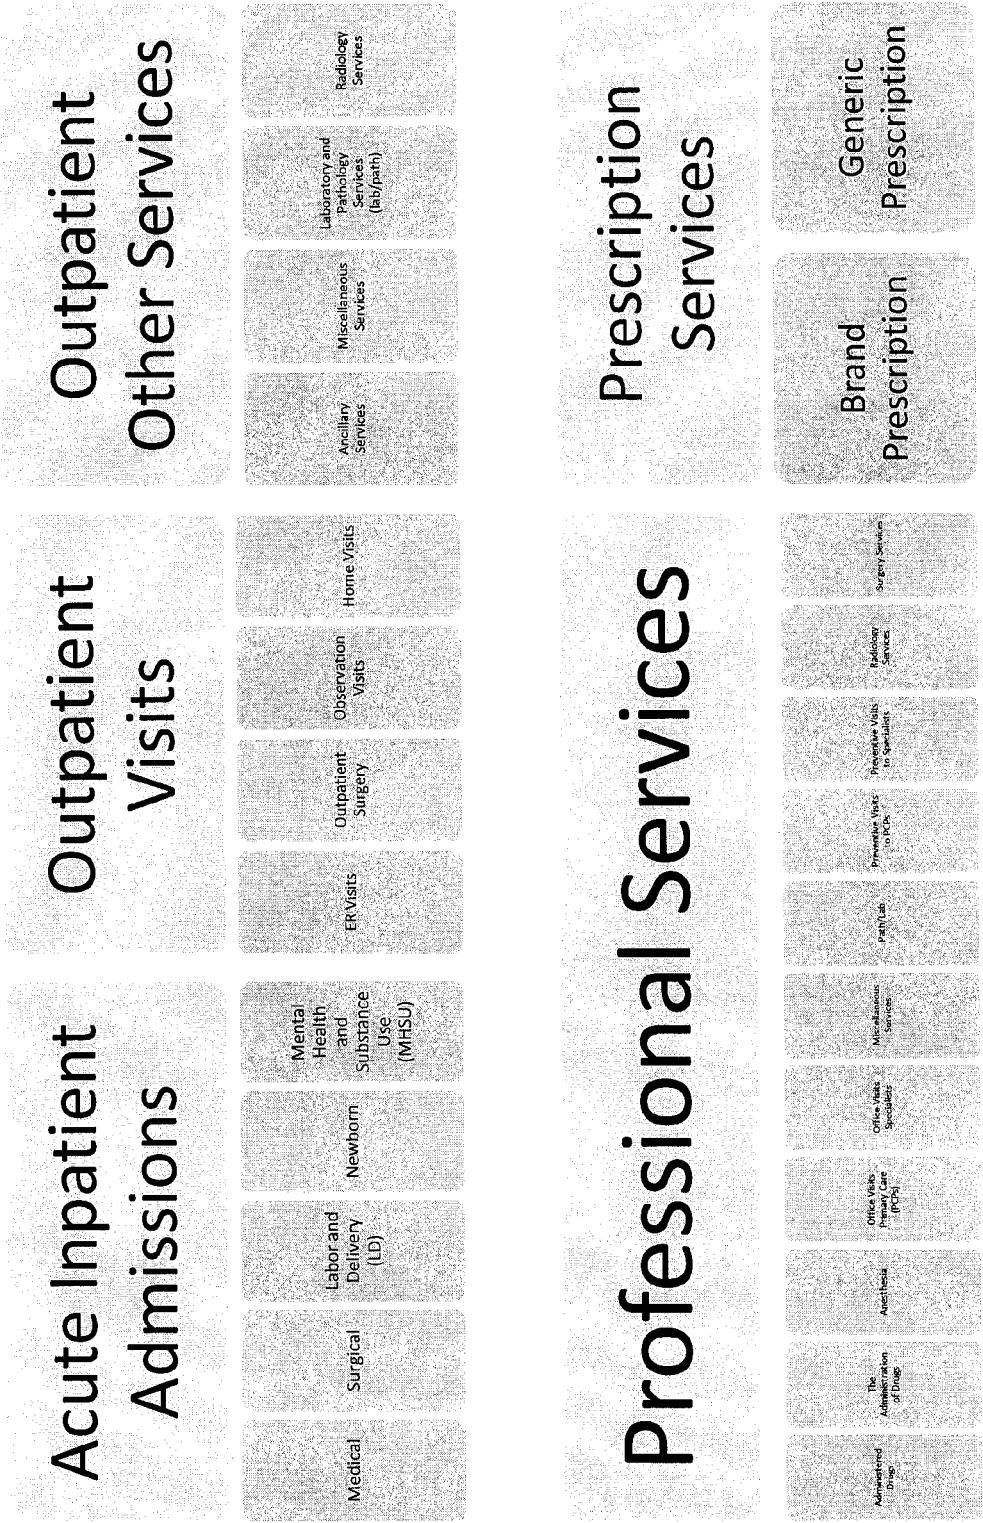 Acute Inpatient
Admissions
Medical
Surgical
Labor and
Delivery
(LD)
Newborn
Mental
Health
and
Substance
Use
(MHSU)
Outpatient
Visits
ER Visits
Outpatient
Surgery
Observation
Visits
Home Visits
Outpatient
Other Services
Ancillary
Services
Miscellaneous
Services
Laboratory and
Pathology
Services
(lab/path)
Radiology
Services
Professional Services
Administered
Drugs
The
Administration
of Drugs
Anesthesia
Office Visits
Primary Care
(PCPs)
Office Visits
Specialists
Miscellaneous
Services
Path/Lab
Preventive Visits
to PCPs
Preventive Visits
to Specialists
Radiology
Services
Surgery Services
Prescription
Services
Brand
Prescription
Generic
Prescription